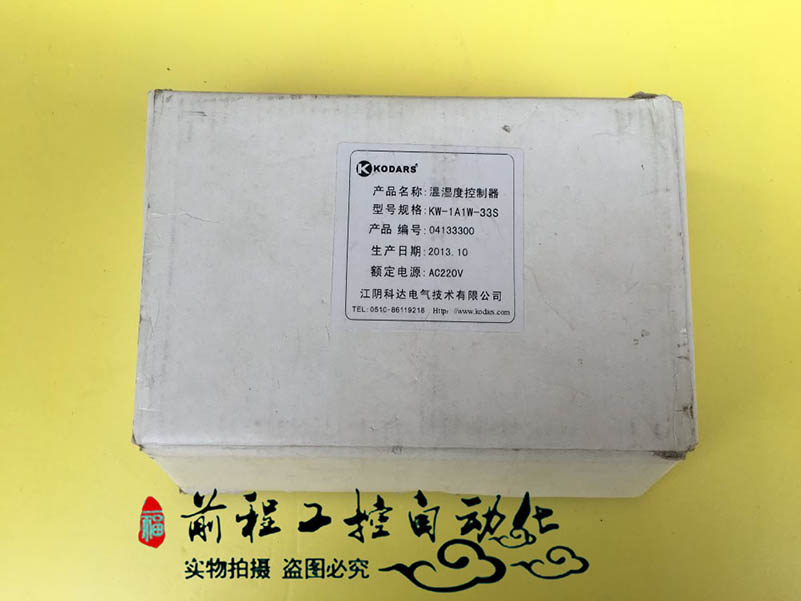 KODARS
产品名称:温湿度控制器
型号规格:KW-1A1W-33S
产品 编号:04133300
生产日期:2013.10
额定电源:AC220V
江阴科达电气技术有限公司
TEL:0510-86119218 Http: //www.kodars.com
福 前程工控自动化
实物拍摄 盗图必究